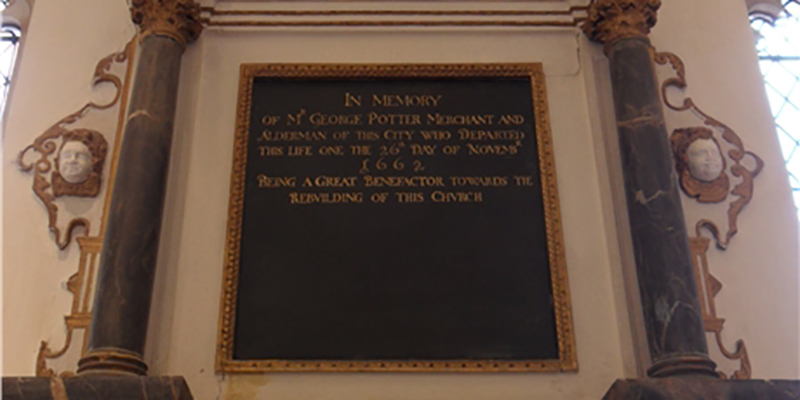 IN MEMORY
OF Mʳ GEORGE POTTER MERCHANT AND
ALDERMAN OF THIS CITY WHO DEPARTED
THIS LIFE ONE THE 26ᵗʰ DAY OF NOVEMBʳ
1662
BEING A GREAT BENEFACTOR TOWARDS THE
REBVILDING OF THIS CHVRCH